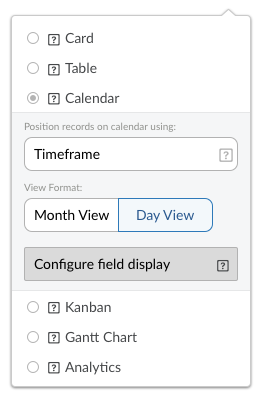 Card
Table
Calendar
Position records on calendar using:
Timeframe
View Format:
Month View Day View
Configure field display
Kanban
Gantt Chart
Analytics